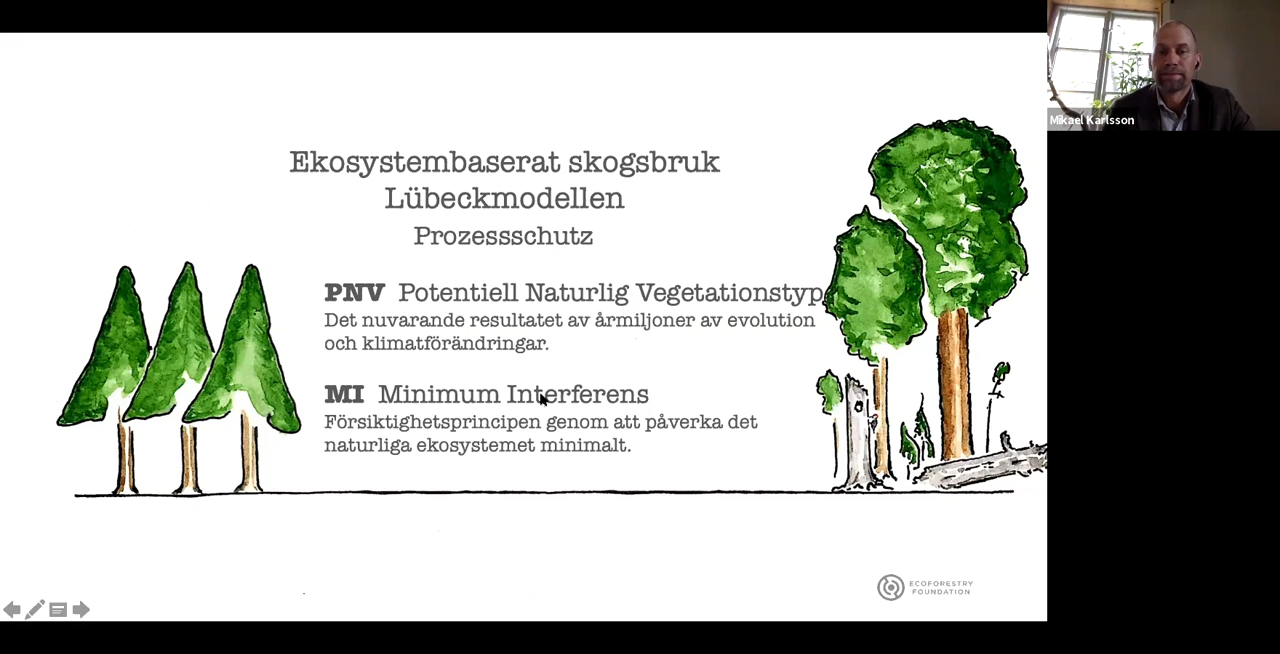 Mikael Karlsson
Ekosystembaserat skogsbruk
Lübeckmodellen
Prozessschutz
PNV Potentiell Naturlig Vegetationstyp
Det nuvarande resultatet av årmiljoner av evolution
och klimatförändringar.
MI Minimum Interferens
Försiktighetsprincipen genom att påverka det
naturliga ekosystemet minimalt.
ECOFORESTRY
FOUNDATION